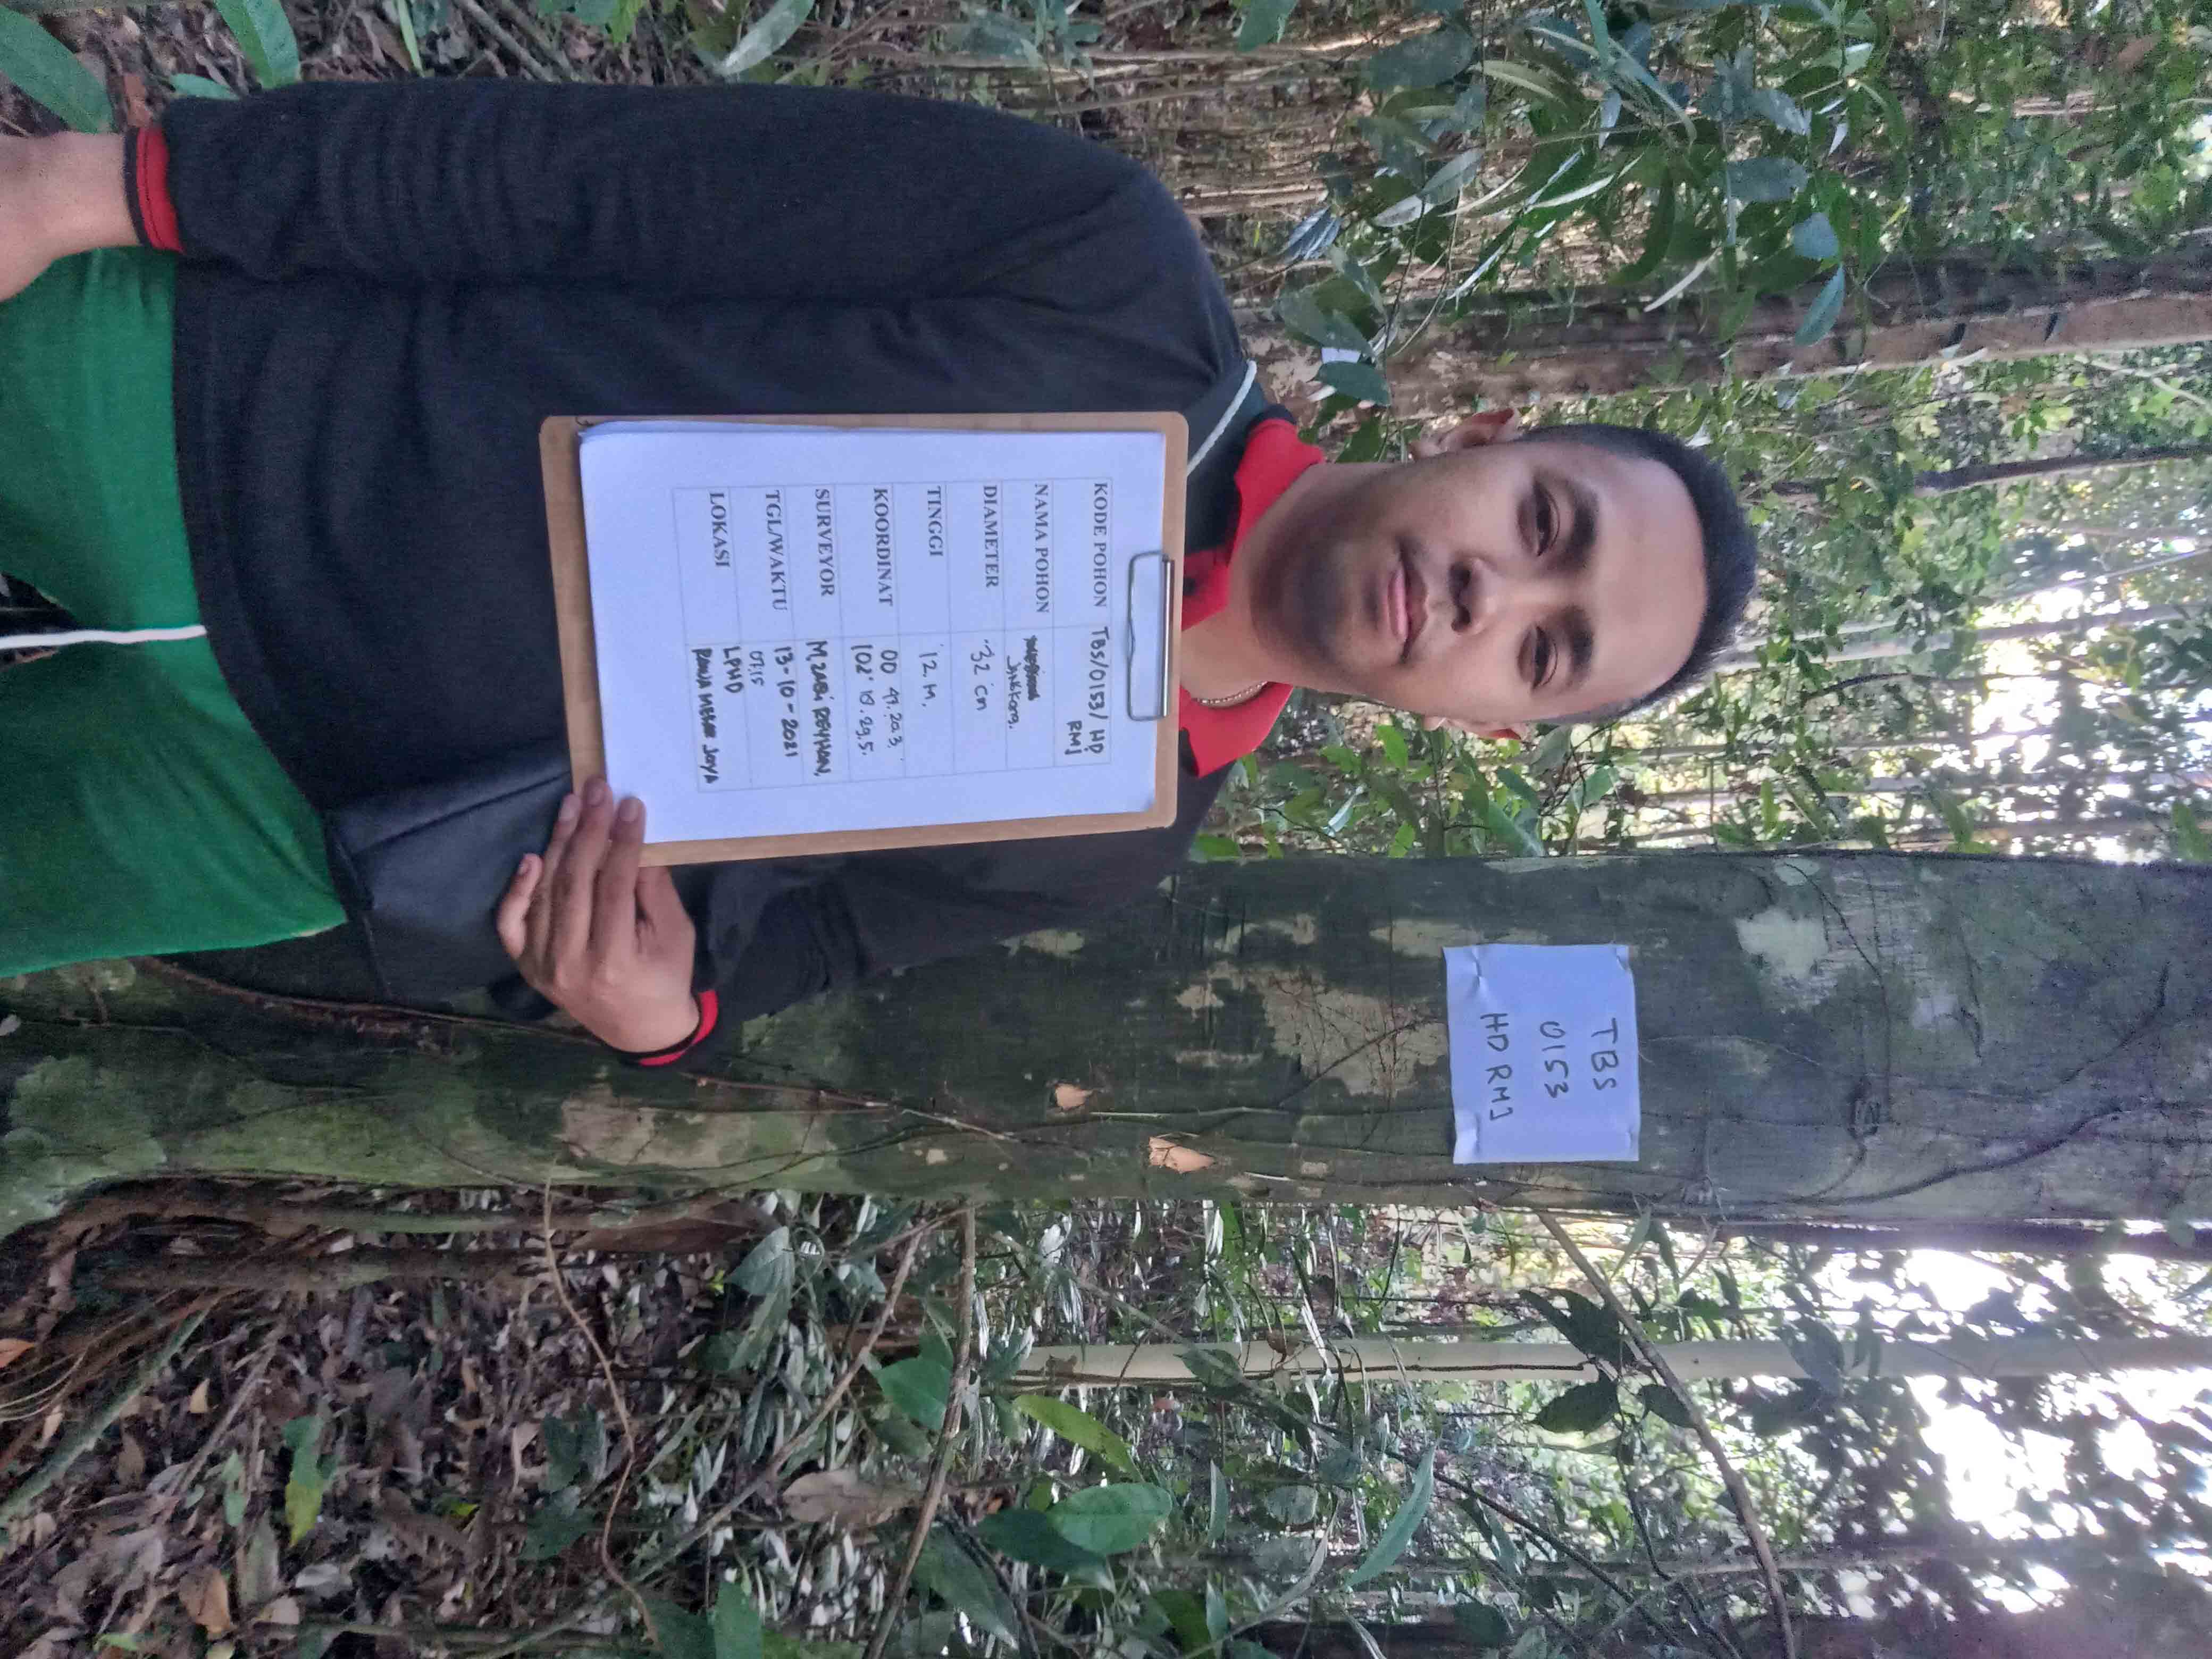 TBS
0153
HD RMJ
KODE POHON TBS/0153/ HD
RMJ
NAMA POHON
Jangkang.
DIAMETER 32 cm
TINGGI 12. M.
KOORDINAT 00 47.20.3.
102 18.29.5.
SURVEYOR M. ZABI REYHAN.
TGL/WAKTU 13-10-2021
07.15
LOKASI LPHD
RAWA MEKAR JAYA